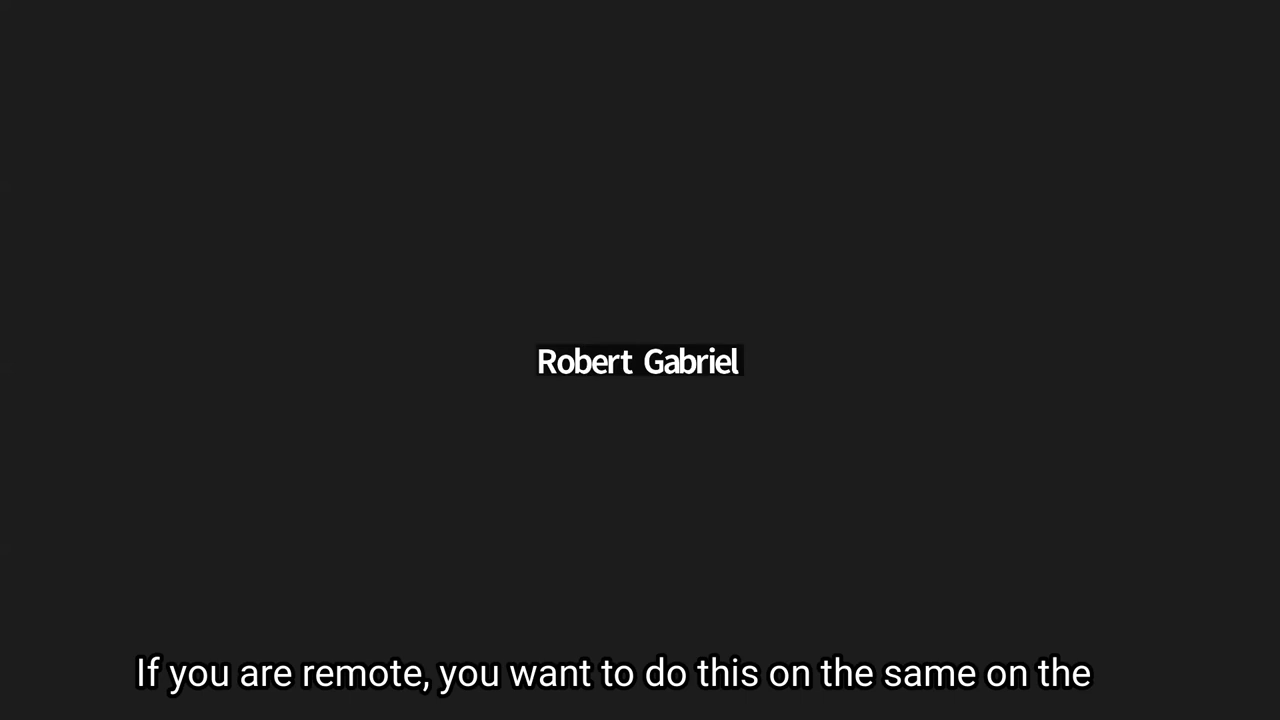 Robert Gabriel
If you are remote, you want to do this on the same on the